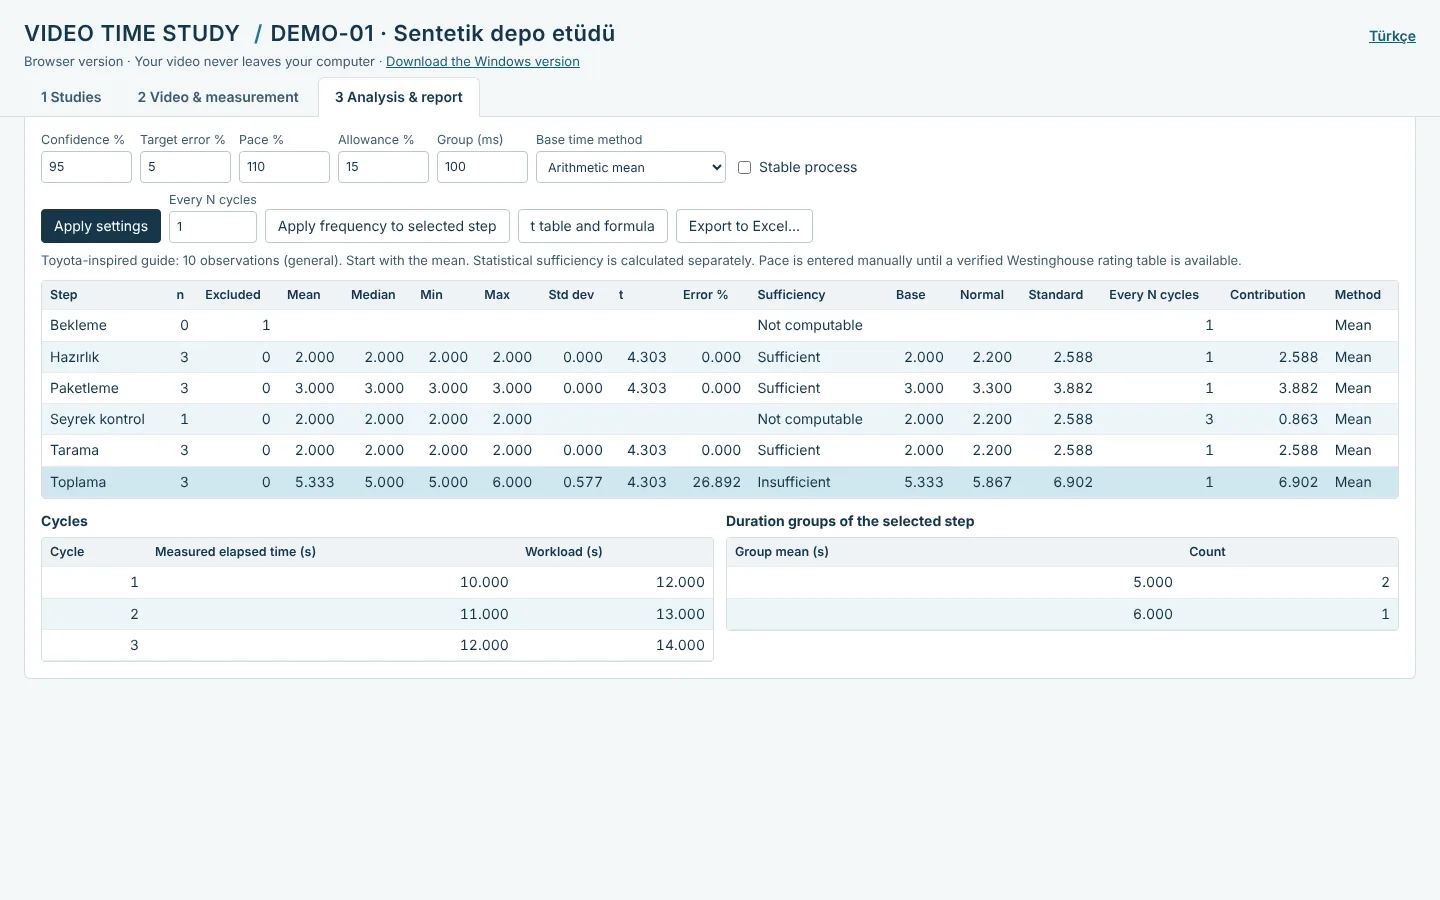 VIDEO TIME STUDY / DEMO-01 · Sentetik depo etüdü
Türkçe
Browser version · Your video never leaves your computer · Download the Windows version
1 Studies 2 Video & measurement 3 Analysis & report
Confidence % Target error % Pace % Allowance % Group (ms) Base time method
95 5 110 15 100 Arithmetic mean Stable process
Every N cycles
Apply settings 1 Apply frequency to selected step t table and formula Export to Excel...
Toyota-inspired guide: 10 observations (general). Start with the mean. Statistical sufficiency is calculated separately. Pace is entered manually until a verified Westinghouse rating table is available.
Step n Excluded Mean Median Min Max Std dev t Error % Sufficiency Base Normal Standard Every N cycles Contribution Method
Bekleme 0 1 Not computable 1 Mean
Hazırlık 3 0 2.000 2.000 2.000 2.000 0.000 4.303 0.000 Sufficient 2.000 2.200 2.588 1 2.588 Mean
Paketleme 3 0 3.000 3.000 3.000 3.000 0.000 4.303 0.000 Sufficient 3.000 3.300 3.882 1 3.882 Mean
Seyrek kontrol 1 0 2.000 2.000 2.000 2.000 Not computable 2.000 2.200 2.588 3 0.863 Mean
Tarama 3 0 2.000 2.000 2.000 2.000 0.000 4.303 0.000 Sufficient 2.000 2.200 2.588 1 2.588 Mean
Toplama 3 0 5.333 5.000 5.000 6.000 0.577 4.303 26.892 Insufficient 5.333 5.867 6.902 1 6.902 Mean
Cycles
Cycle Measured elapsed time (s) Workload (s)
1 10.000 12.000
2 11.000 13.000
3 12.000 14.000
Duration groups of the selected step
Group mean (s) Count
5.000 2
6.000 1